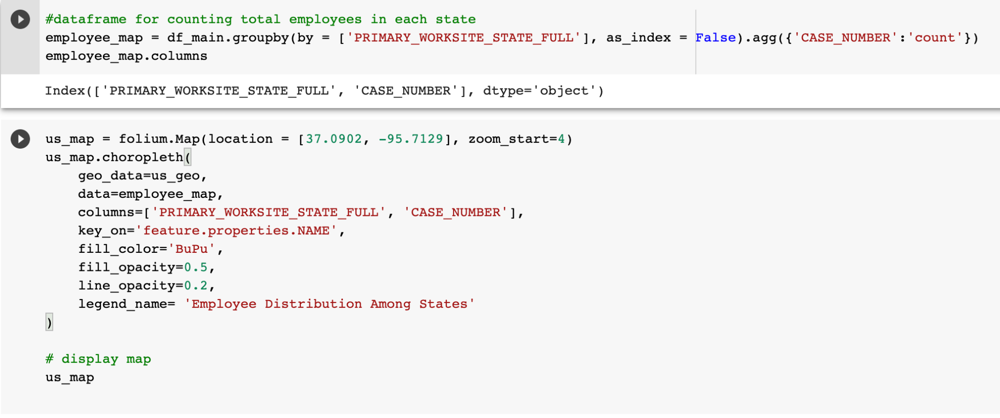 #dataframe for counting total employees in each state
employee_map = df_main.groupby(by = ['PRIMARY_WORKSITE_STATE_FULL'], as_index = False).agg({'CASE_NUMBER':'count'})
employee_map.columns
Index(['PRIMARY_WORKSITE_STATE_FULL', 'CASE_NUMBER'], dtype='object')
us_map = folium.Map(location = [37.0902, -95.7129], zoom_start=4)
us_map.choropleth(
    geo_data=us_geo,
    data=employee_map,
    columns=['PRIMARY_WORKSITE_STATE_FULL', 'CASE_NUMBER'],
    key_on='feature.properties.NAME',
    fill_color='BuPu',
    fill_opacity=0.5,
    line_opacity=0.2,
    legend_name= 'Employee Distribution Among States'
)
# display map
us_map